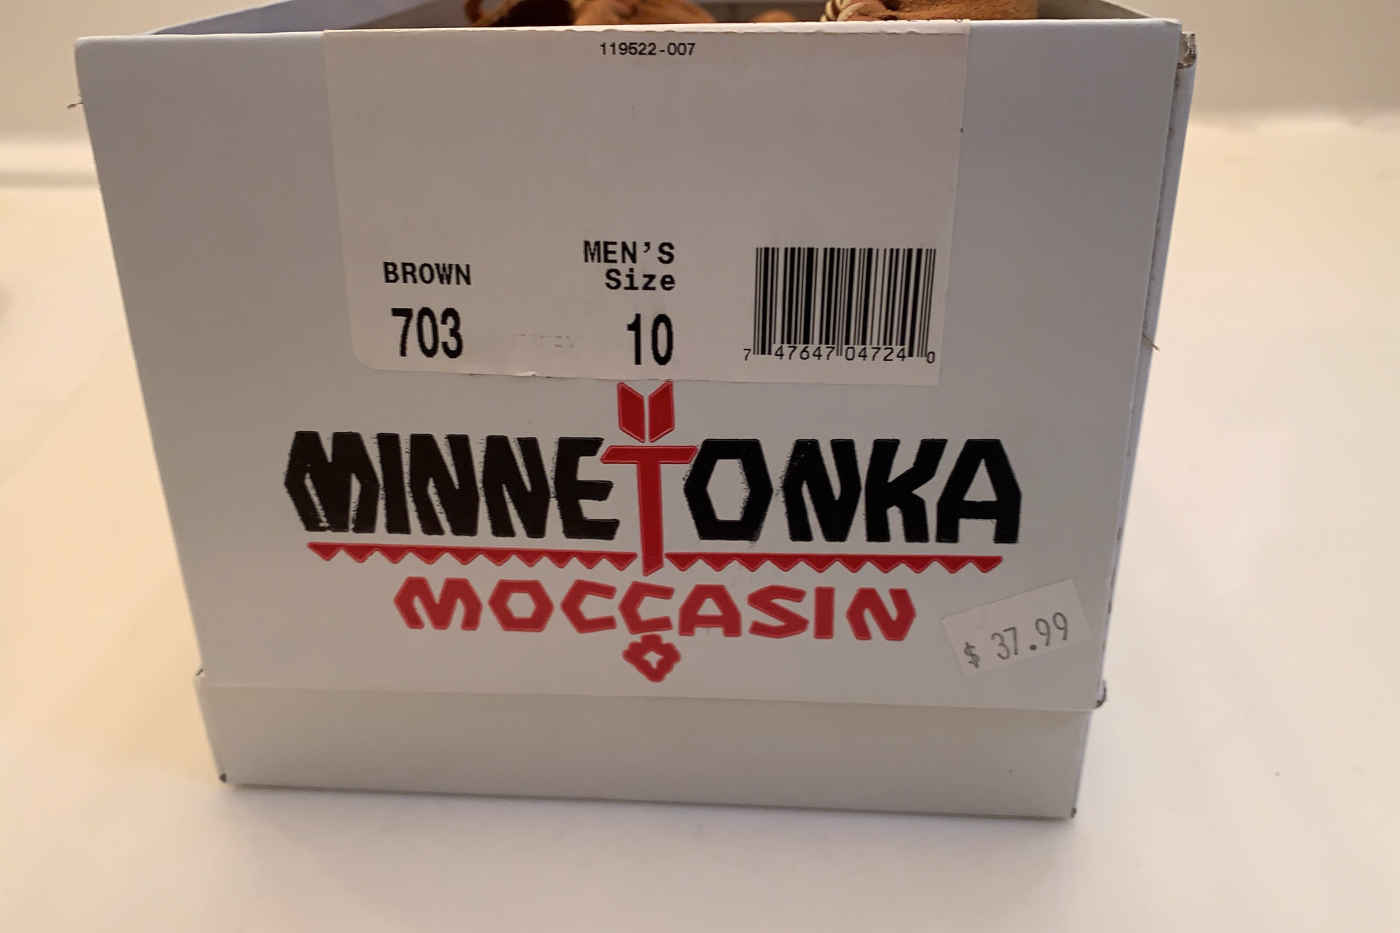 119522-007
BROWN
703
MEN'S
Size
10
7 47647 04724 0
MINNETONKA
MOCCASIN
$ 37.99